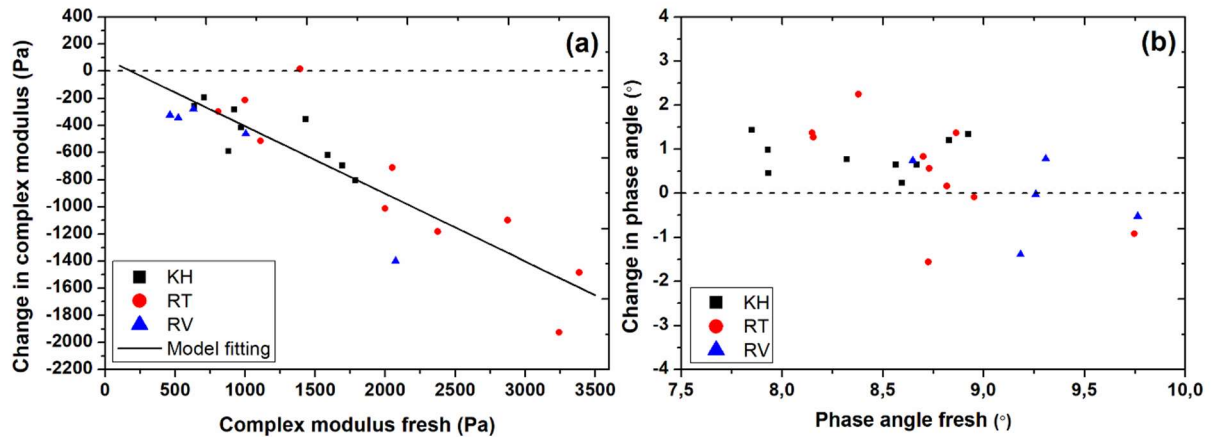 (a)
400
200
0
-200
-400
-600
-800
-1000
-1200
-1400
-1600
-1800
-2000
-2200
Change in complex modulus (Pa)
KH
RT
RV
Model fitting
0 500 1000 1500 2000 2500 3000 3500
Complex modulus fresh (Pa)
(b)
4
3
2
1
0
-1
-2
-3
-4
Change in phase angle (°)
KH
RT
RV
7,5 8,0 8,5 9,0 9,5 10,0
Phase angle fresh (°)